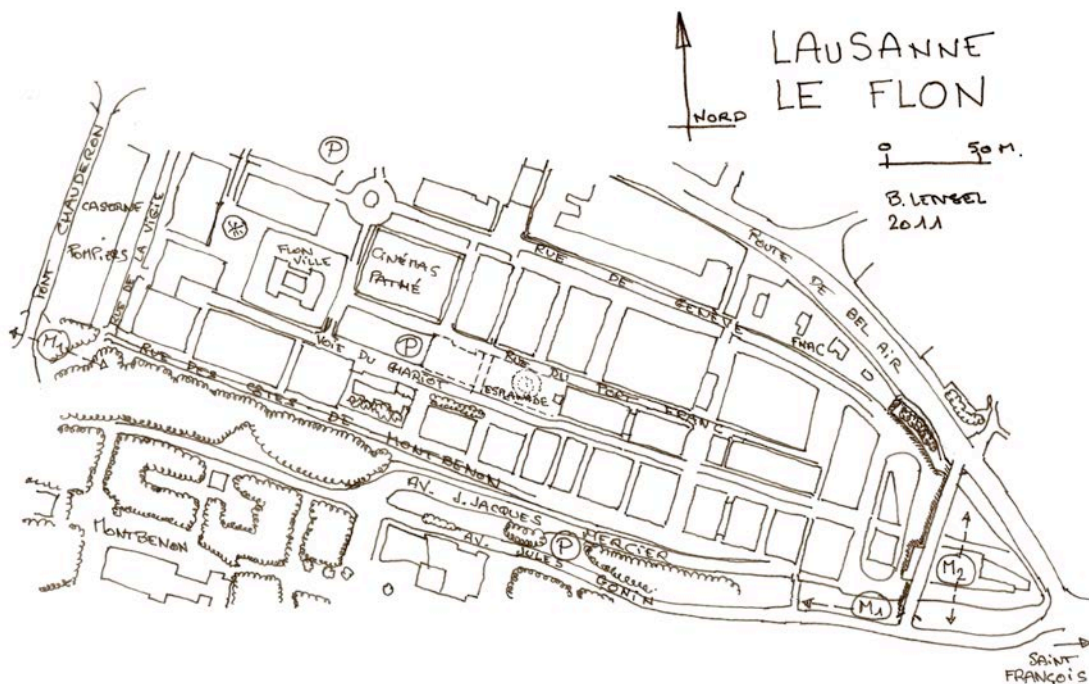 LAUSANNE
LE FLON
NORD
0 50 M.
B. LENSEL
2011
P
PONT CHAUDERON
CASERNE
POMPIERS
RUE DE LA VIGIE
FLON
VILLE
CINÉMAS
PATHÉ
RUE DE GENÈVE
ROUTE DE BEL AIR
FNAC
M1
VOIE DU CHARIOT
P
ESPLANADE
RUE DU PORT FRANC
RUE DES CÔTES DE MONTBENON
AV. J. JACQUES MERCIER
AV. JULES GONIN
P
MONTBENON
M1
M2
SAINT
FRANÇOIS